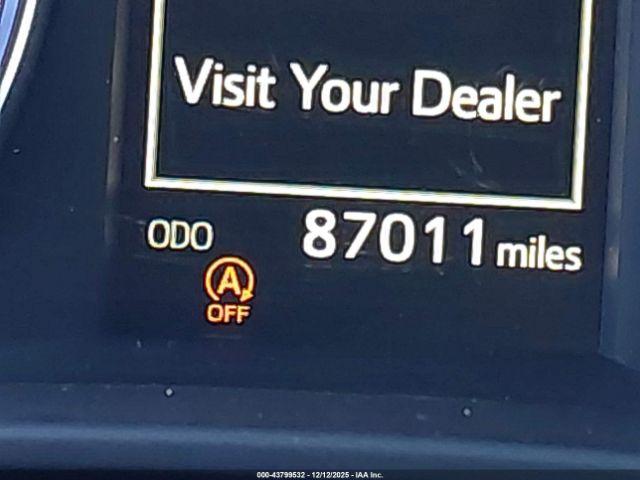 Visit Your Dealer
ODO 87011 miles
A
OFF
000-43799532 - 12/12/2025 - IAA Inc.